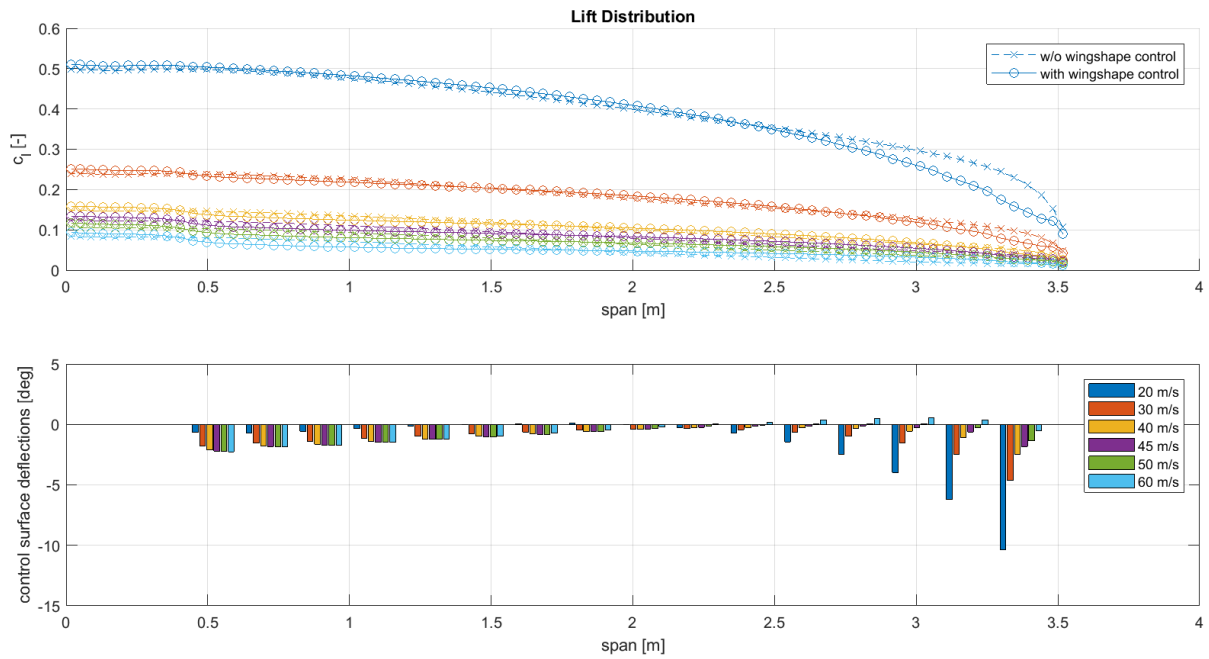 Lift Distribution
0.6
0.5
0.4
0.3
0.2
0.1
0
c_l [-]
w/o wingshape control
with wingshape control
0 0.5 1 1.5 2 2.5 3 3.5 4
span [m]
5
0
-5
-10
-15
control surface deflections [deg]
20 m/s
30 m/s
40 m/s
45 m/s
50 m/s
60 m/s
0 0.5 1 1.5 2 2.5 3 3.5 4
span [m]